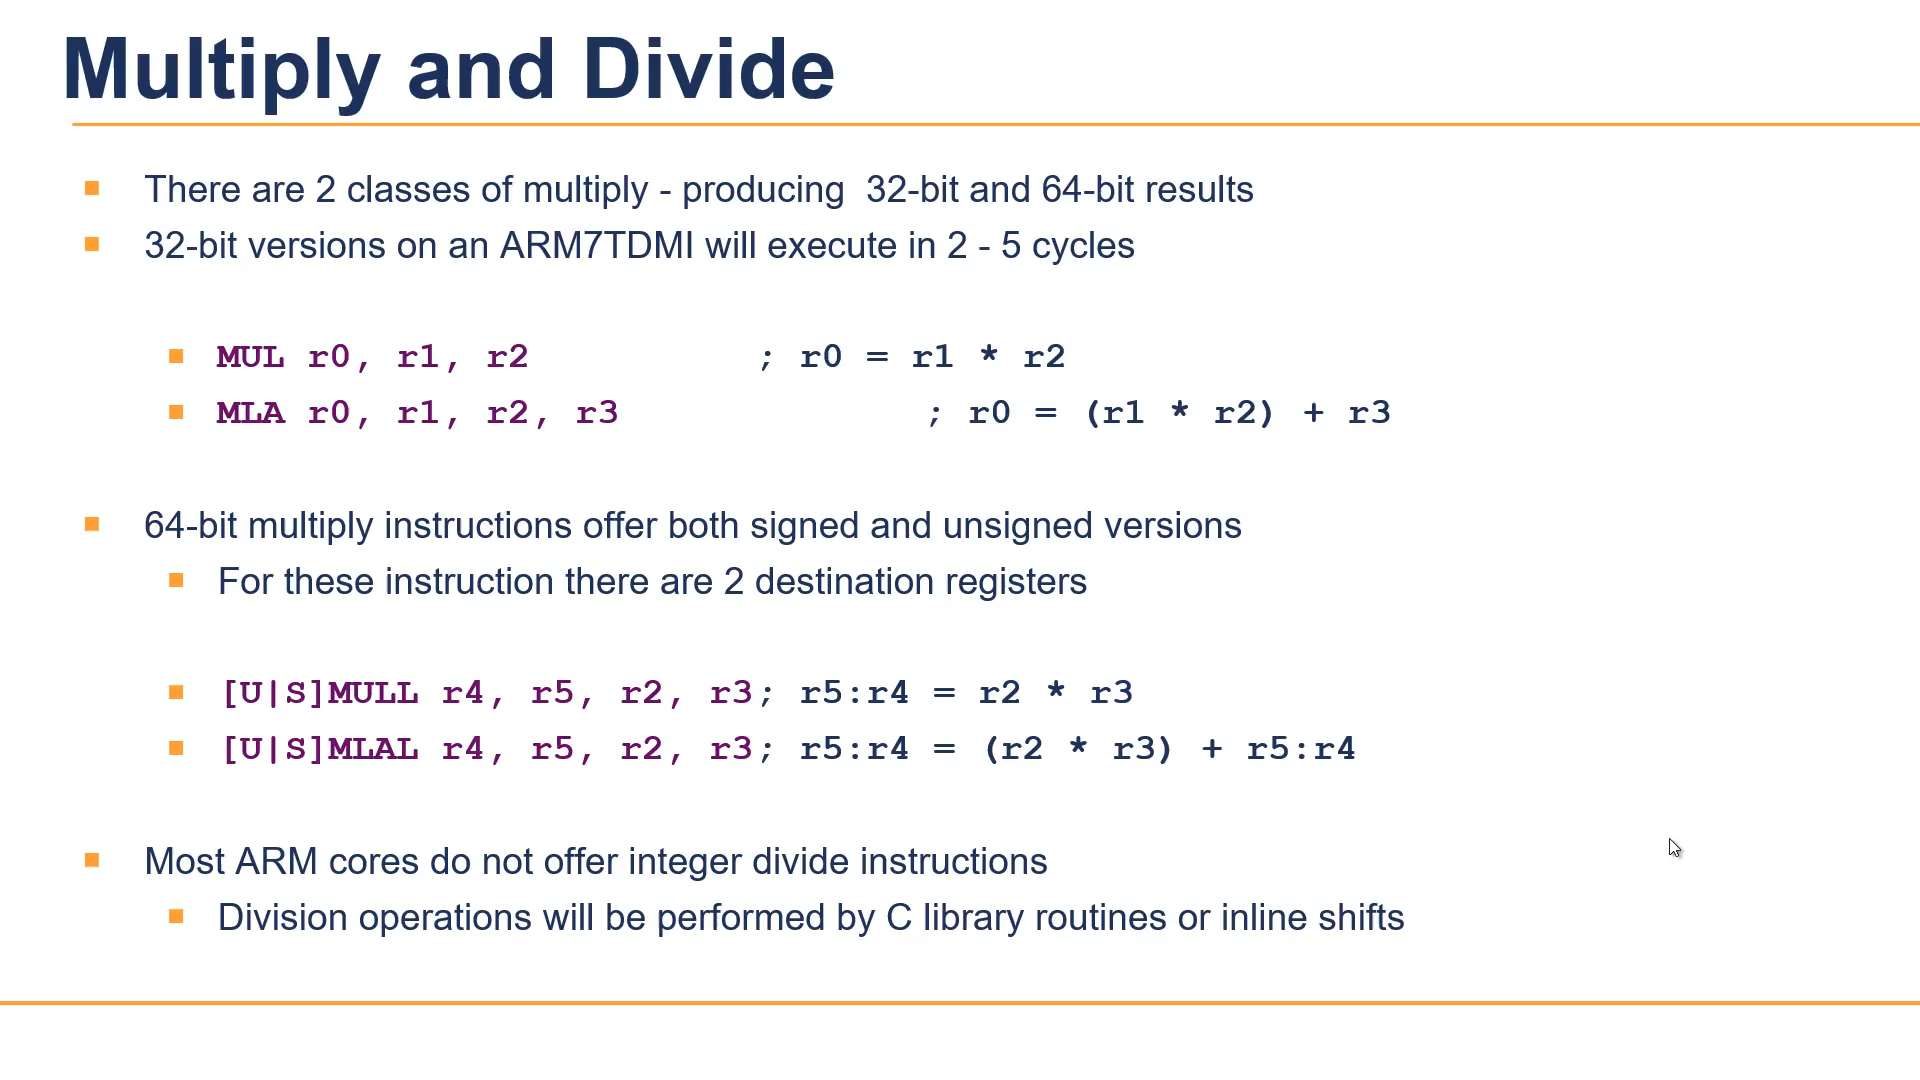 Multiply and Divide
There are 2 classes of multiply - producing  32-bit and 64-bit results
32-bit versions on an ARM7TDMI will execute in 2 - 5 cycles
MUL r0, r1, r2 ; r0 = r1 * r2
MLA r0, r1, r2, r3 ; r0 = (r1 * r2) + r3
64-bit multiply instructions offer both signed and unsigned versions
For these instruction there are 2 destination registers
[U|S]MULL r4, r5, r2, r3; r5:r4 = r2 * r3
[U|S]MLAL r4, r5, r2, r3; r5:r4 = (r2 * r3) + r5:r4
Most ARM cores do not offer integer divide instructions
Division operations will be performed by C library routines or inline shifts